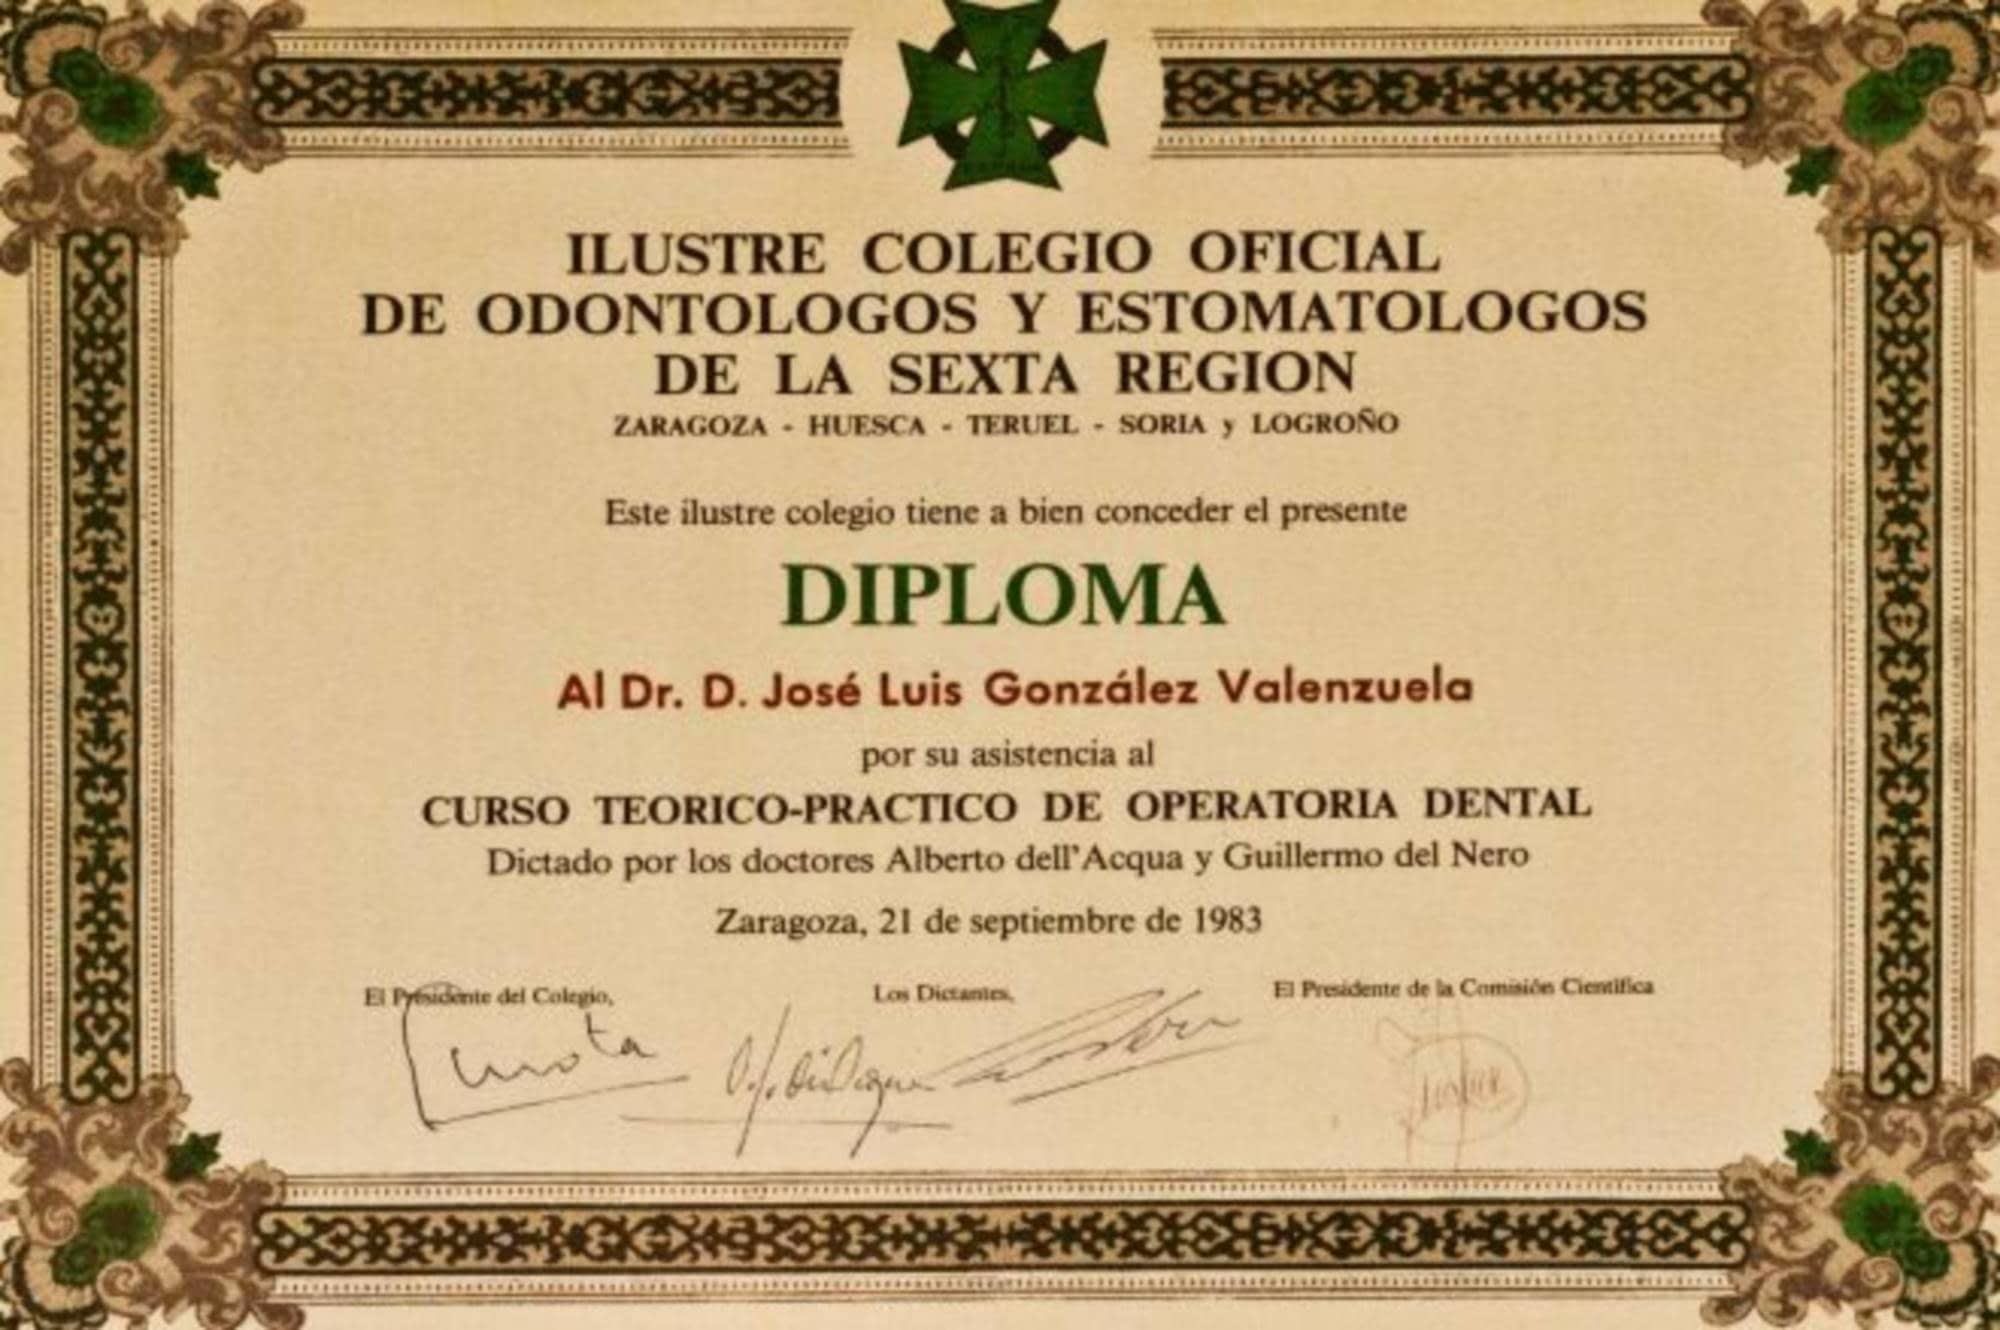 ILUSTRE COLEGIO OFICIAL
DE ODONTOLOGOS Y ESTOMATOLOGOS
DE LA SEXTA REGION
ZARAGOZA - HUESCA - TERUEL - SORIA y LOGROÑO
Este ilustre colegio tiene a bien conceder el presente
DIPLOMA
Al Dr. D. José Luis González Valenzuela
por su asistencia al
CURSO TEORICO-PRACTICO DE OPERATORIA DENTAL
Dictado por los doctores Alberto dell'Acqua y Guillermo del Nero
Zaragoza, 21 de septiembre de 1983
El Presidente del Colegio, Los Dictantes, El Presidente de la Comisión Científica